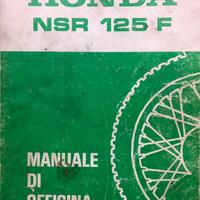 HONDA
NSR 125 F
MANUALE
DI
OFFICINA